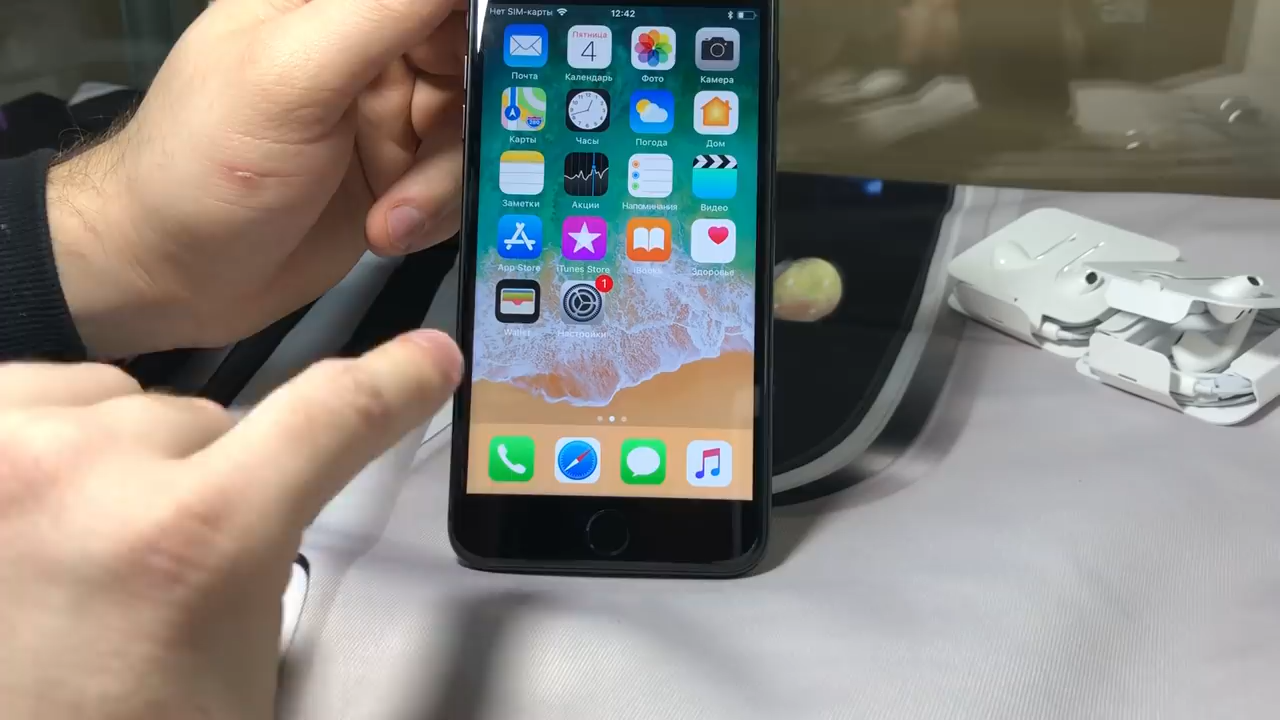 Нет SIM-карты 12:42
Пятница
4
Почта Календарь Фото Камера
Карты Часы Погода Дом
Заметки Акции Напоминания Видео
App Store iTunes Store iBooks Здоровье
1
Wallet Настройки